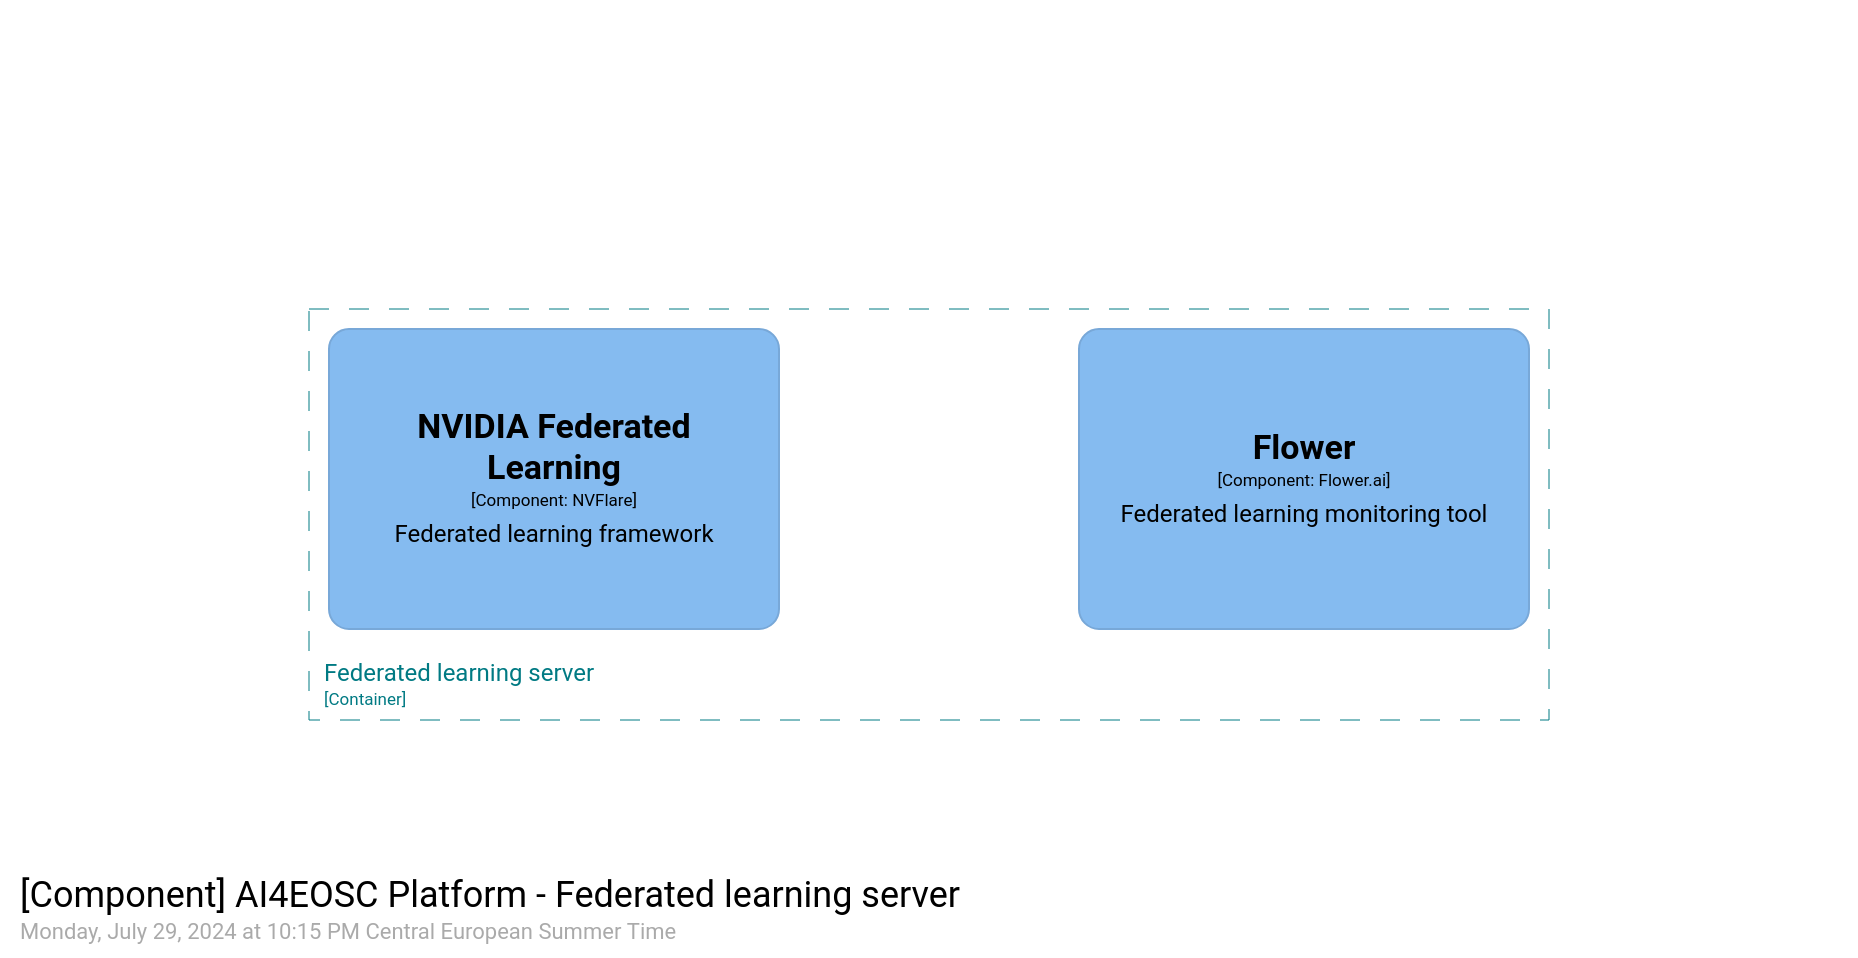 NVIDIA Federated
Learning
[Component: NVFlare]
Federated learning framework
Flower
[Component: Flower.ai]
Federated learning monitoring tool
Federated learning server
[Container]
[Component] AI4EOSC Platform - Federated learning server
Monday, July 29, 2024 at 10:15 PM Central European Summer Time